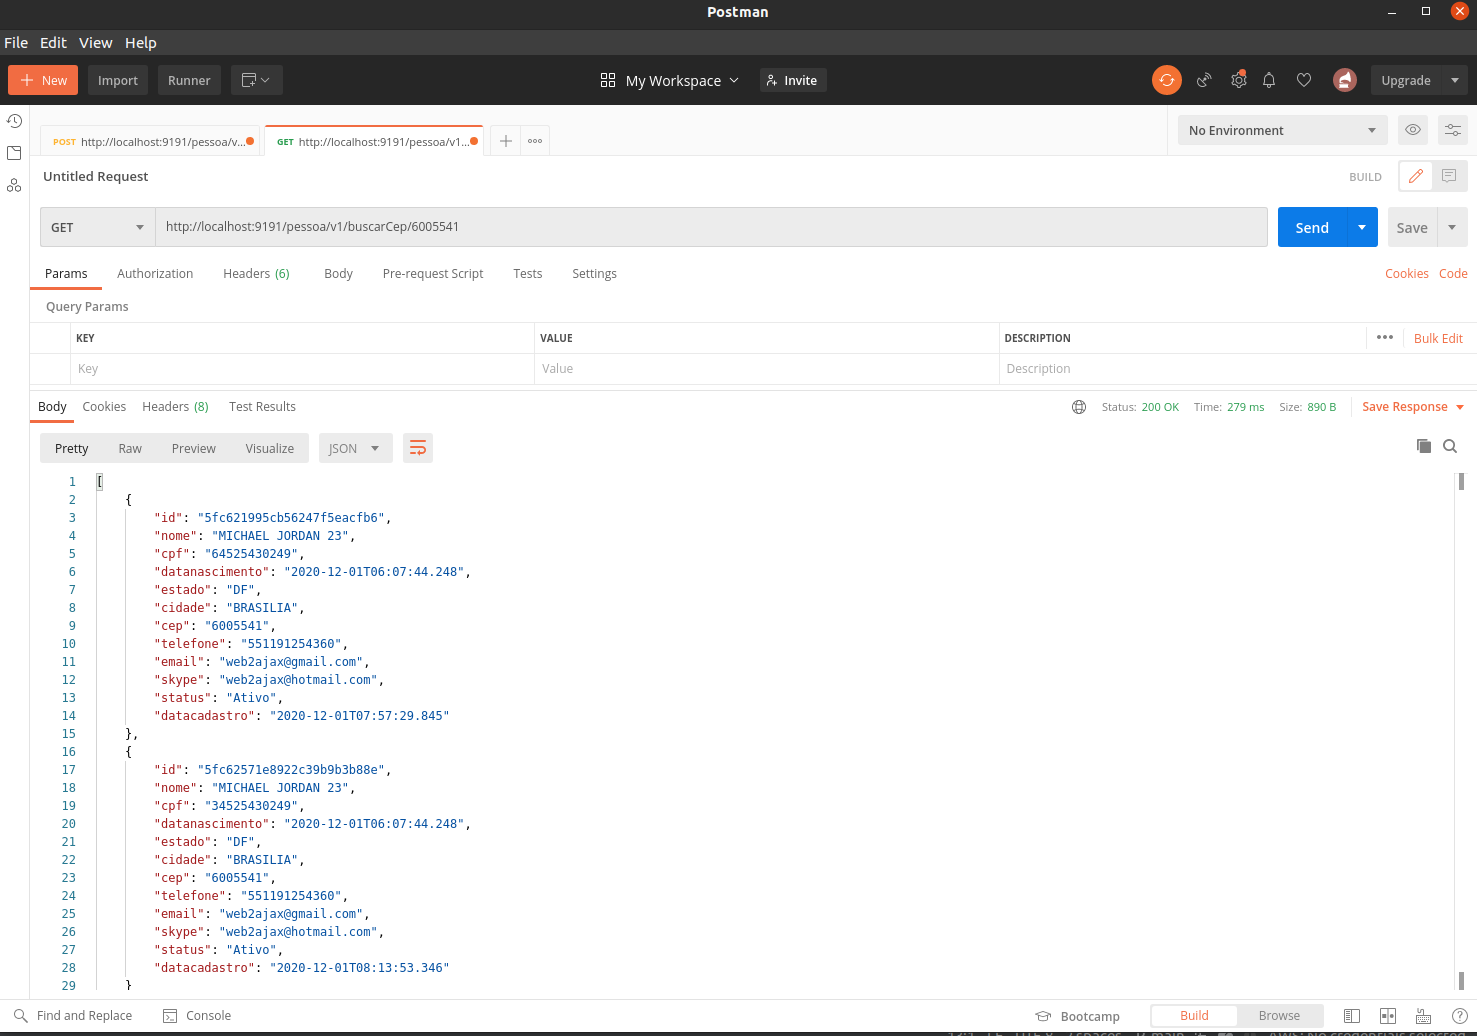 Postman
File Edit View Help
New Import Runner My Workspace Invite Upgrade
POST http://localhost:9191/pessoa/v... GET http://localhost:9191/pessoa/v1... No Environment
Untitled Request BUILD
GET http://localhost:9191/pessoa/v1/buscarCep/6005541 Send Save
Params Authorization Headers (6) Body Pre-request Script Tests Settings Cookies Code
Query Params
KEY VALUE DESCRIPTION Bulk Edit
Key Value Description
Body Cookies Headers (8) Test Results Status: 200 OK Time: 279 ms Size: 890 B Save Response
Pretty Raw Preview Visualize JSON
1 [
2 {
3 "id": "5fc621995cb56247f5eacfb6",
4 "nome": "MICHAEL JORDAN 23",
5 "cpf": "64525430249",
6 "datanascimento": "2020-12-01T06:07:44.248",
7 "estado": "DF",
8 "cidade": "BRASILIA",
9 "cep": "6005541",
10 "telefone": "551191254360",
11 "email": "web2ajax@gmail.com",
12 "skype": "web2ajax@hotmail.com",
13 "status": "Ativo",
14 "datacadastro": "2020-12-01T07:57:29.845"
15 },
16 {
17 "id": "5fc62571e8922c39b9b3b88e",
18 "nome": "MICHAEL JORDAN 23",
19 "cpf": "34525430249",
20 "datanascimento": "2020-12-01T06:07:44.248",
21 "estado": "DF",
22 "cidade": "BRASILIA",
23 "cep": "6005541",
24 "telefone": "551191254360",
25 "email": "web2ajax@gmail.com",
26 "skype": "web2ajax@hotmail.com",
27 "status": "Ativo",
28 "datacadastro": "2020-12-01T08:13:53.346"
29 }
Find and Replace Console Bootcamp Build Browse